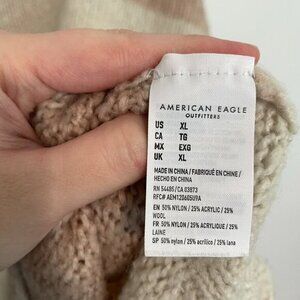 AMERICAN EAGLE
OUTFITTERS
US XL
CA TG
MX EXG
UK XL
MADE IN CHINA / FABRIQUÉ EN CHINE /
HECHO EN CHINA
RN 54485/CA 03873
RFC# AEM120605U9A
EN 50% NYLON / 25% ACRYLIC / 25%
WOOL
FR 50% NYLON / 25% ACRYLIQUE / 25%
LAINE
SP 50% nylon / 25% acrílico / 25% lana